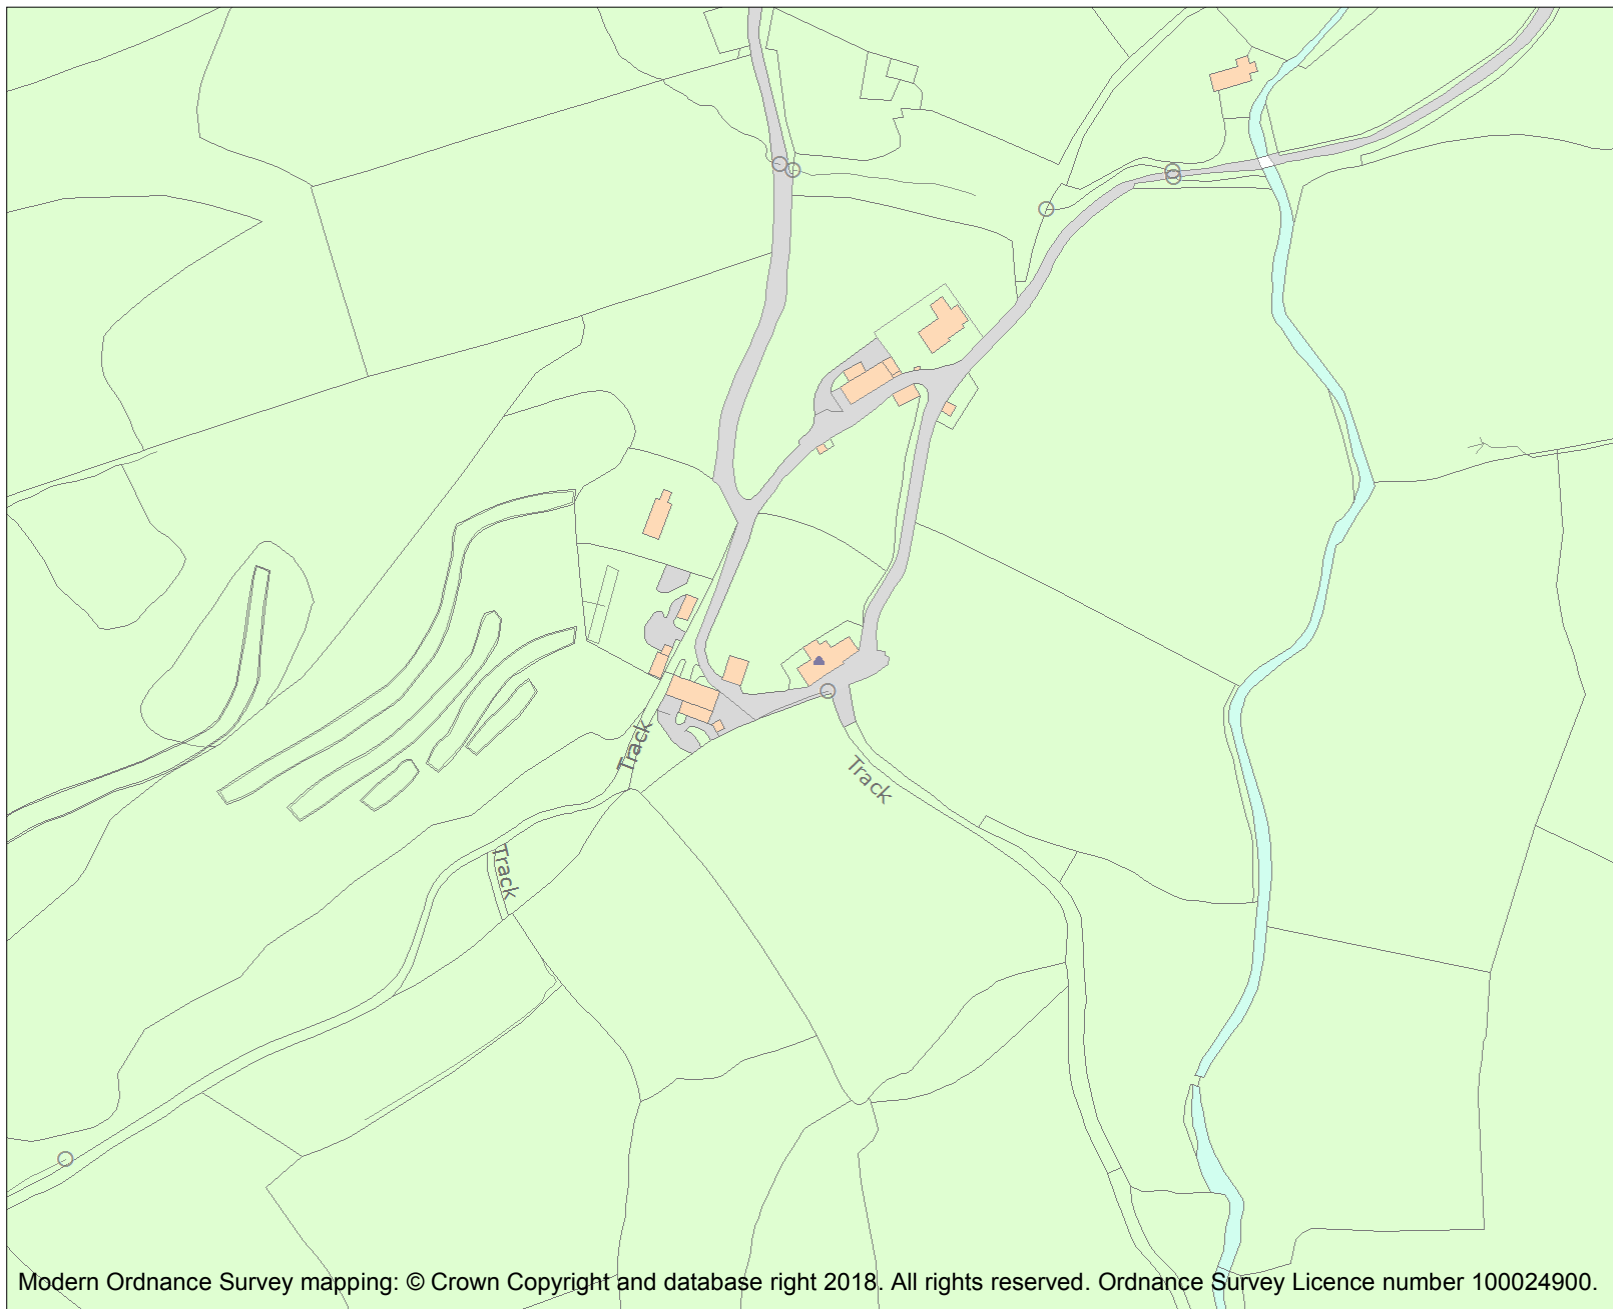 Track
Track
Track
Modern Ordnance Survey mapping: © Crown Copyright and database right 2018. All rights reserved. Ordnance Survey Licence number 100024900.